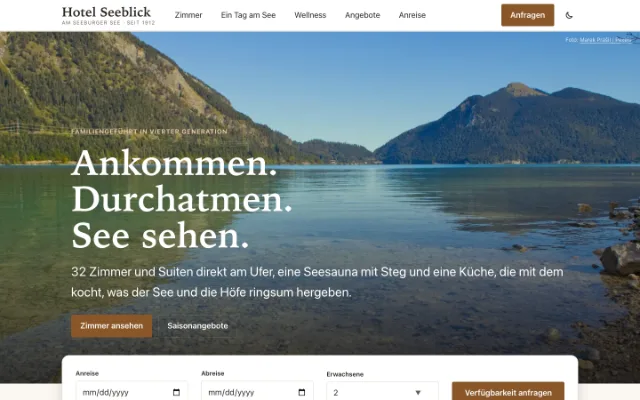 Hotel Seeblick
AM SEEBURGER SEE · SEIT 1912
Zimmer
Ein Tag am See
Wellness
Angebote
Anreise
Anfragen
FAMILIENGEFÜHRT IN VIERTER GENERATION
Ankommen.
Durchatmen.
See sehen.
32 Zimmer und Suiten direkt am Ufer, eine Seesauna mit Steg und eine Küche, die mit dem
kocht, was der See und die Höfe ringsum hergeben.
Zimmer ansehen
Saisonangebote
Anreise
Abreise
Erwachsene
mm/dd/yyyy
mm/dd/yyyy
2
Verfügbarkeit anfragen